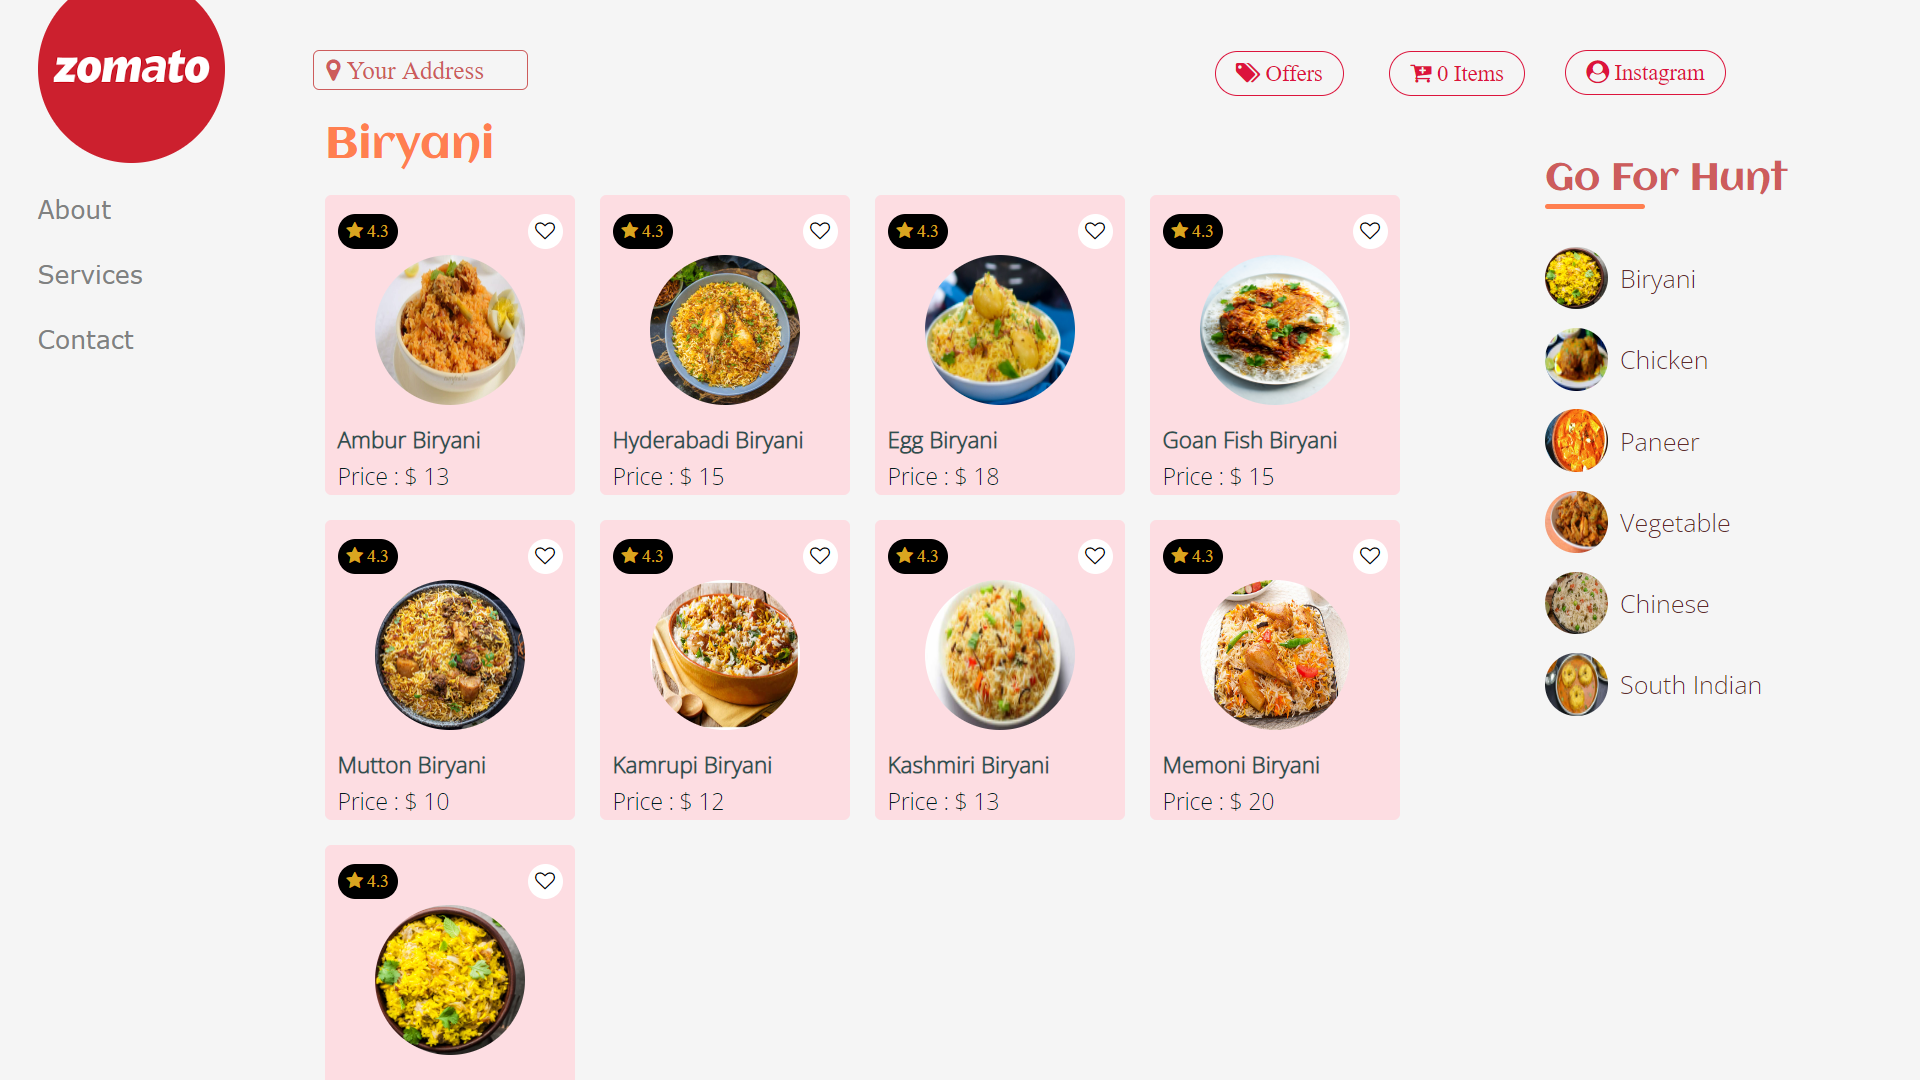 zomato
Your Address
Offers
0 Items
Instagram
About
Services
Contact
Biryani
4.3
4.3
4.3
4.3
Ambur Biryani
Price : $ 13
Hyderabadi Biryani
Price : $ 15
Egg Biryani
Price : $ 18
Goan Fish Biryani
Price : $ 15
4.3
4.3
4.3
4.3
Mutton Biryani
Price : $ 10
Kamrupi Biryani
Price : $ 12
Kashmiri Biryani
Price : $ 13
Memoni Biryani
Price : $ 20
4.3
Go For Hunt
Biryani
Chicken
Paneer
Vegetable
Chinese
South Indian